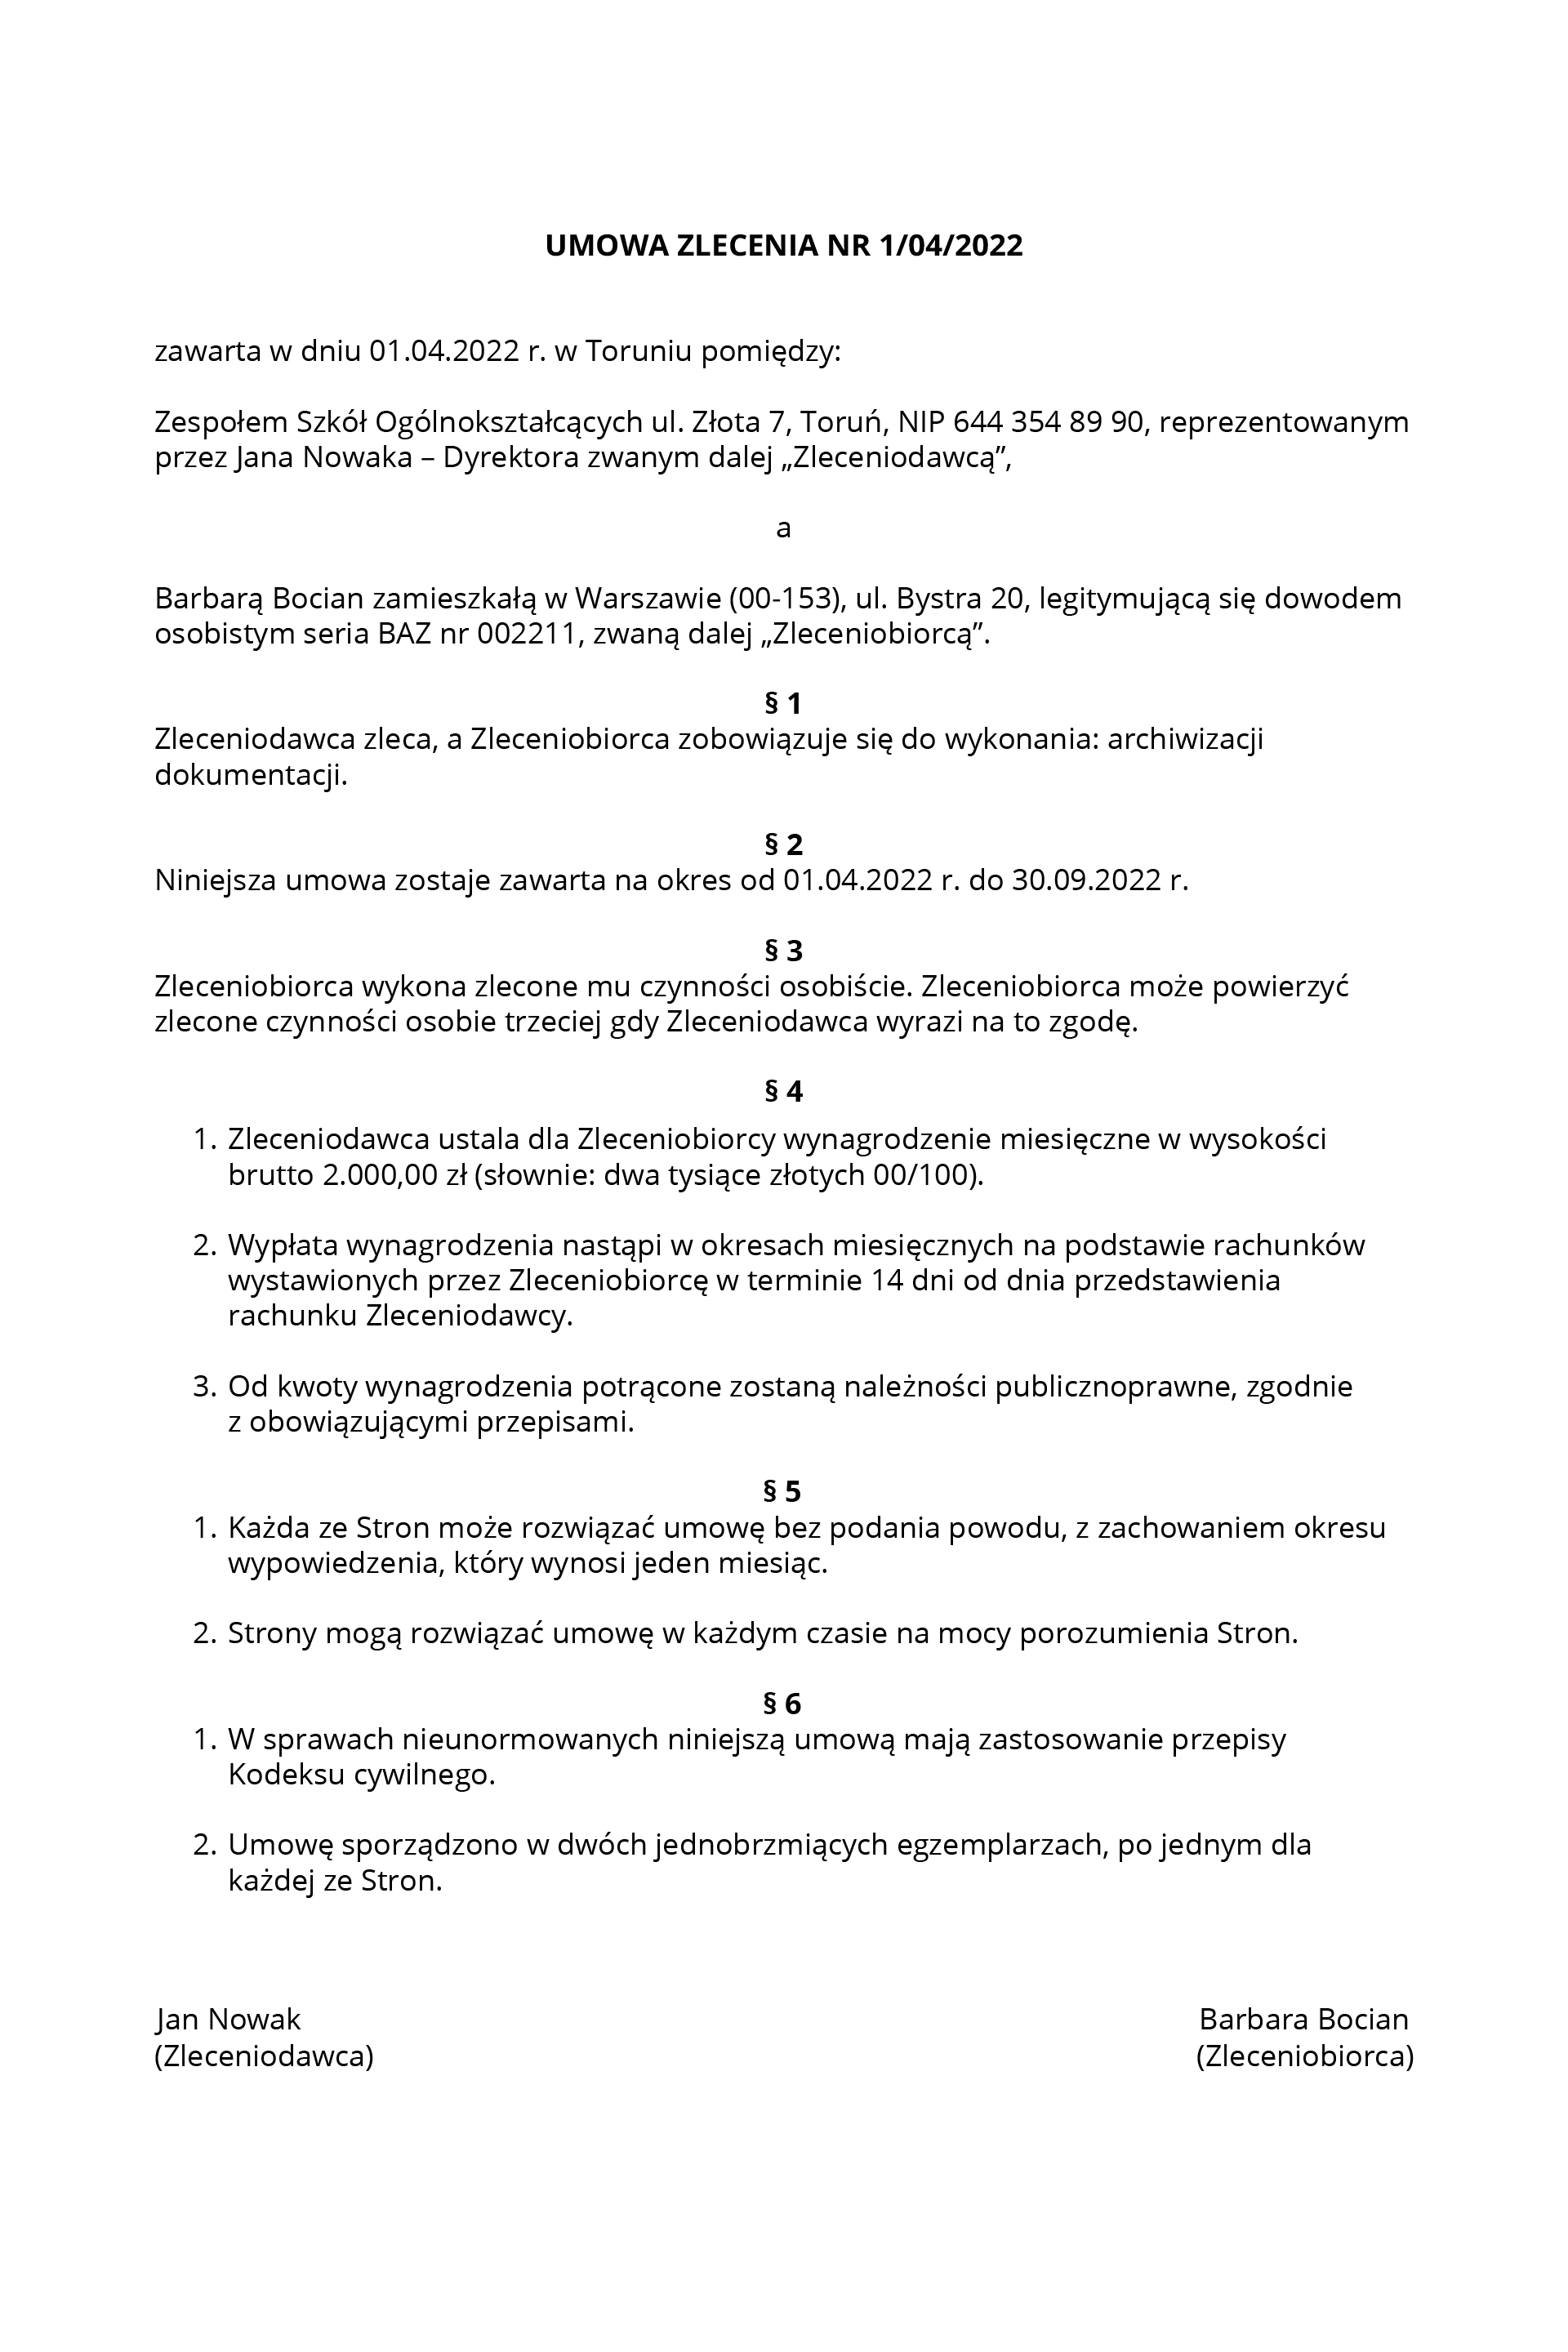 UMOWA ZLECENIA NR 1/04/2022
zawarta w dniu 01.04.2022 r. w Toruniu pomiędzy:
Zespołem Szkół Ogólnokształcących ul. Złota 7, Toruń, NIP 644 354 89 90, reprezentowanym
przez Jana Nowaka – Dyrektora zwanym dalej „Zleceniodawcą”,
a
Barbarą Bocian zamieszkałą w Warszawie (00-153), ul. Bystra 20, legitymującą się dowodem
osobistym seria BAZ nr 002211, zwaną dalej „Zleceniobiorcą”.
§ 1
Zleceniodawca zleca, a Zleceniobiorca zobowiązuje się do wykonania: archiwizacji
dokumentacji.
§ 2
Niniejsza umowa zostaje zawarta na okres od 01.04.2022 r. do 30.09.2022 r.
§ 3
Zleceniobiorca wykona zlecone mu czynności osobiście. Zleceniobiorca może powierzyć
zlecone czynności osobie trzeciej gdy Zleceniodawca wyrazi na to zgodę.
§ 4
1. Zleceniodawca ustala dla Zleceniobiorcy wynagrodzenie miesięczne w wysokości
brutto 2.000,00 zł (słownie: dwa tysiące złotych 00/100).
2. Wypłata wynagrodzenia nastąpi w okresach miesięcznych na podstawie rachunków
wystawionych przez Zleceniobiorcę w terminie 14 dni od dnia przedstawienia
rachunku Zleceniodawcy.
3. Od kwoty wynagrodzenia potrącone zostaną należności publicznoprawne, zgodnie
z obowiązującymi przepisami.
§ 5
1. Każda ze Stron może rozwiązać umowę bez podania powodu, z zachowaniem okresu
wypowiedzenia, który wynosi jeden miesiąc.
2. Strony mogą rozwiązać umowę w każdym czasie na mocy porozumienia Stron.
§ 6
1. W sprawach nieunormowanych niniejszą umową mają zastosowanie przepisy
Kodeksu cywilnego.
2. Umowę sporządzono w dwóch jednobrzmiących egzemplarzach, po jednym dla
każdej ze Stron.
Jan Nowak Barbara Bocian
(Zleceniodawca) (Zleceniobiorca)